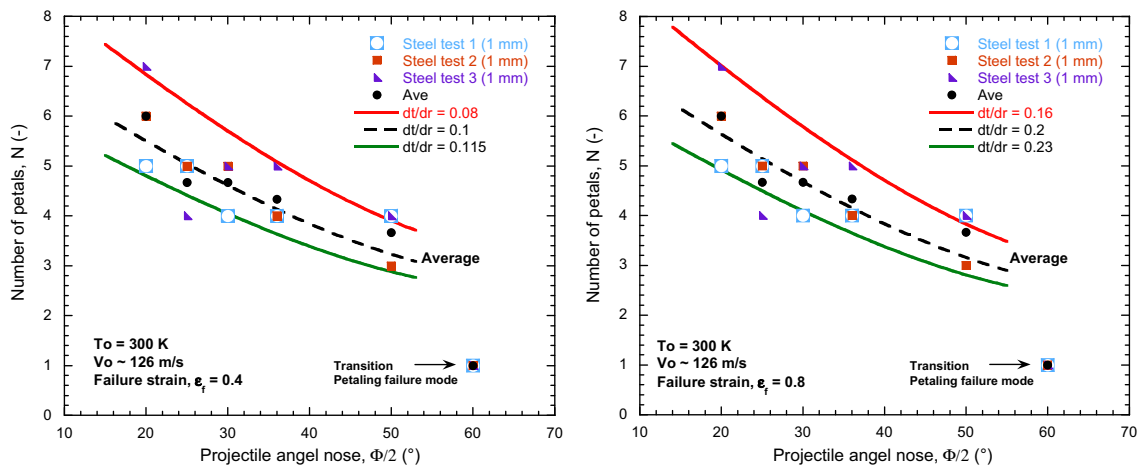 8
7
6
5
4
3
2
1
0
Number of petals, N (-)
Steel test 1 (1 mm)
Steel test 2 (1 mm)
Steel test 3 (1 mm)
Ave
dt/dr = 0.08
dt/dr = 0.1
dt/dr = 0.115
Average
To = 300 K
Vo ~ 126 m/s
Failure strain, ε_f = 0.4
Transition
Petaling failure mode
10 20 30 40 50 60 70
Projectile angel nose, Φ/2 (°)
8
7
6
5
4
3
2
1
0
Number of petals, N (-)
Steel test 1 (1 mm)
Steel test 2 (1 mm)
Steel test 3 (1 mm)
Ave
dt/dr = 0.16
dt/dr = 0.2
dt/dr = 0.23
Average
To = 300 K
Vo ~ 126 m/s
Failure strain, ε_f = 0.8
Transition
Petaling failure mode
10 20 30 40 50 60 70
Projectile angel nose, Φ/2 (°)